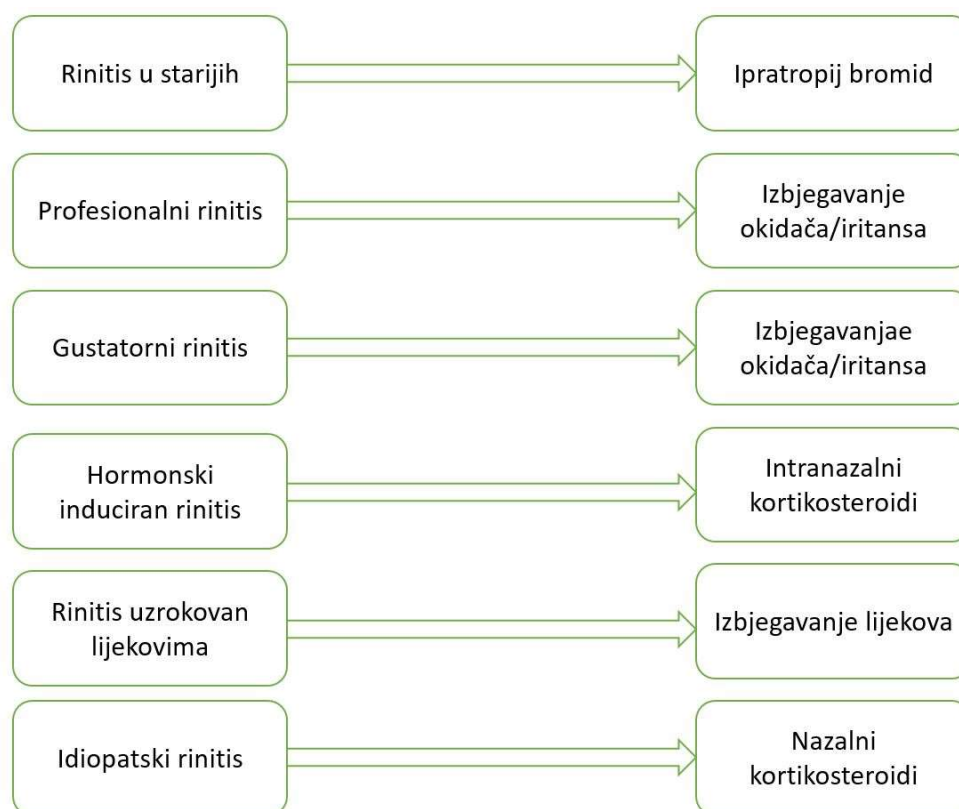 Rinitis u starijih
Ipratropij bromid
Profesionalni rinitis
Izbjegavanje
okidača/iritansa
Gustatorni rinitis
Izbjegavanjae
okidača/iritansa
Hormonski
induciran rinitis
Intranazalni
kortikosteroidi
Rinitis uzrokovan
lijekovima
Izbjegavanje lijekova
Idiopatski rinitis
Nazalni
kortikosteroidi